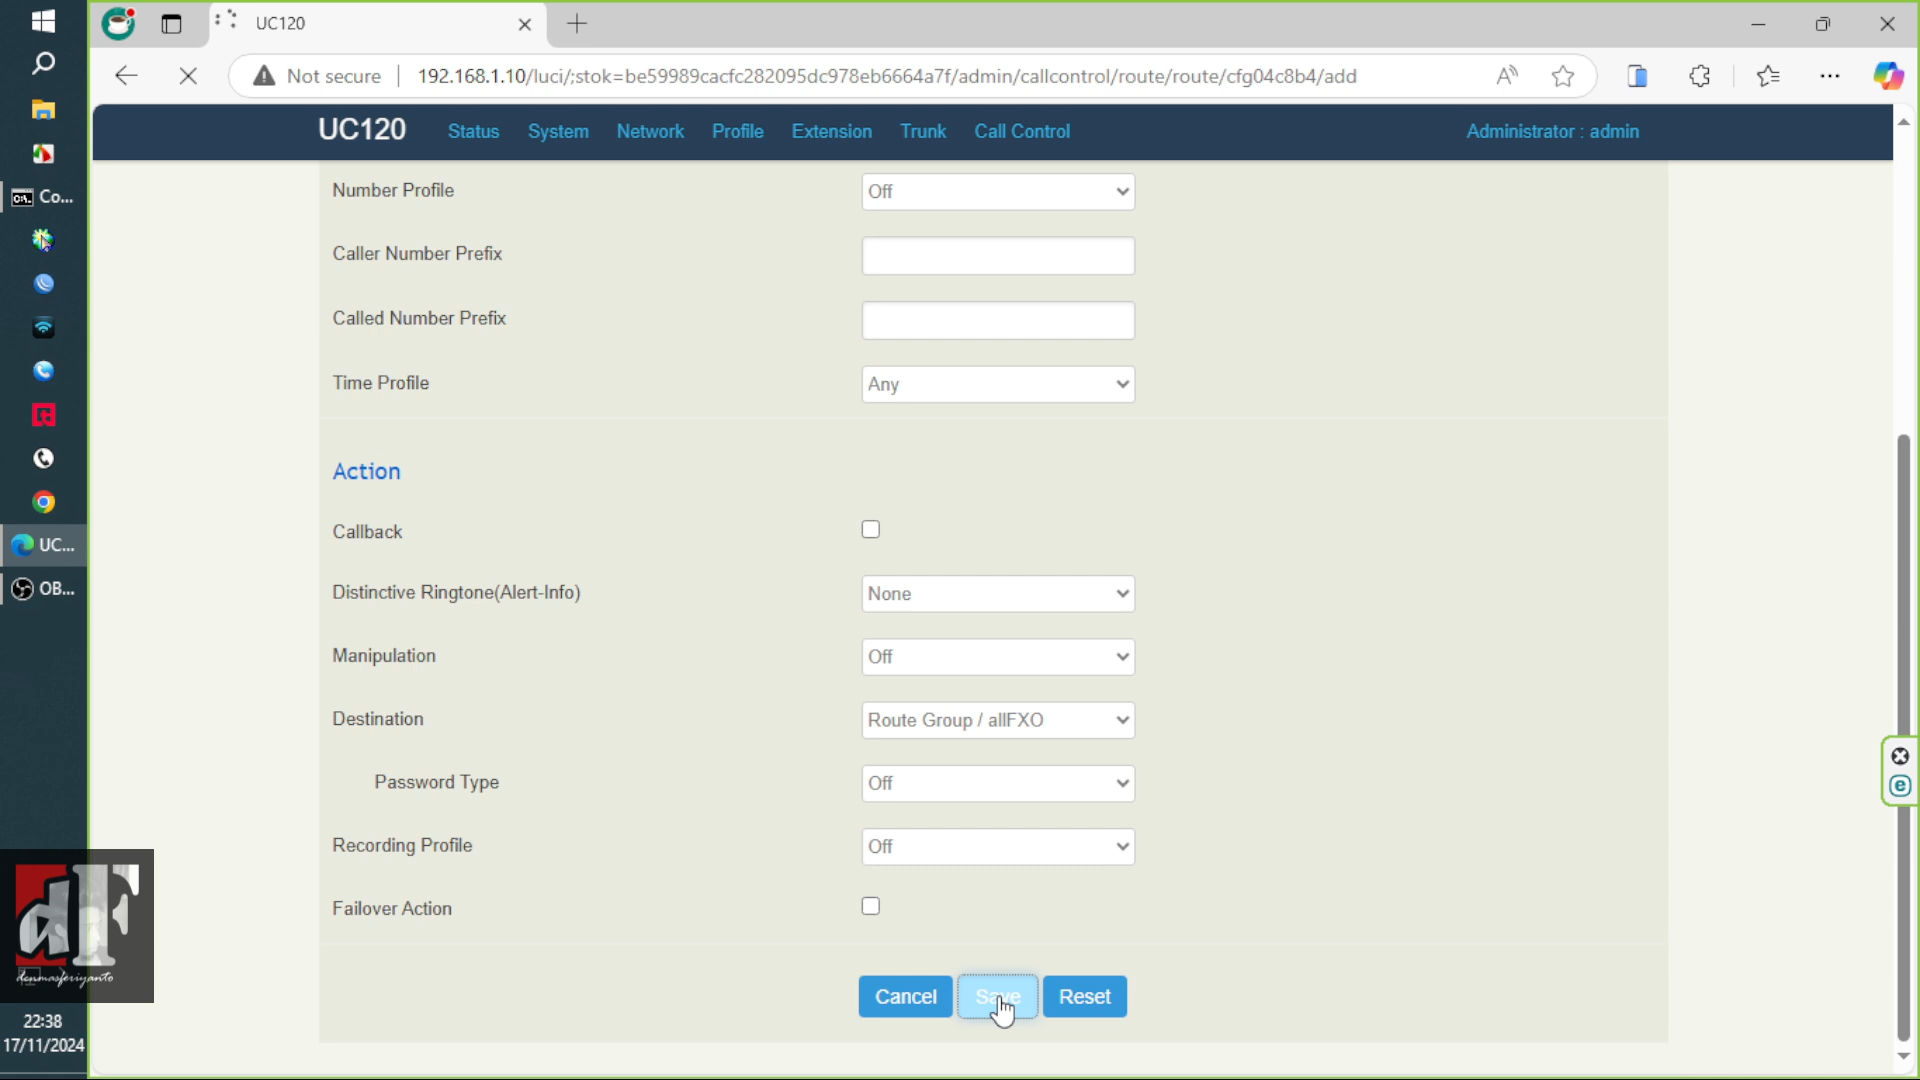 UC120
Not secure
192.168.1.10/luci/;stok=be59989cacfc282095dc978eb6664a7f/admin/callcontrol/route/route/cfg04c8b4/add
UC120 Status System Network Profile Extension Trunk Call Control Administrator : admin
Number Profile Off
Caller Number Prefix
Called Number Prefix
Time Profile Any
Action
Callback
Distinctive Ringtone(Alert-Info) None
Manipulation Off
Destination Route Group / allFXO
Password Type Off
Recording Profile Off
Failover Action
Cancel Save Reset
Co...
UC...
OB...
dF
denmasferiyanto
22:38
17/11/2024